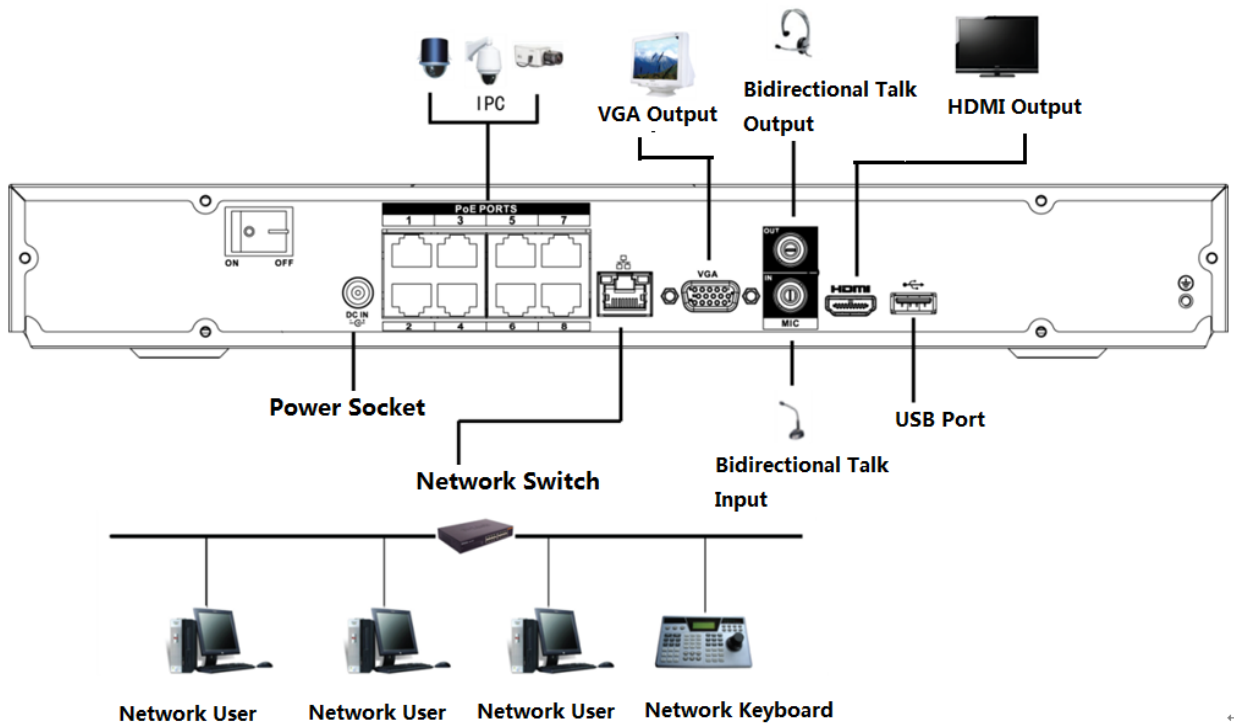 IPC
VGA Output
Bidirectional Talk
Output
HDMI Output
PoE PORTS
1 3 5 7
ON OFF
DC IN
2 4 6 8
VGA
OUT
IN
MIC
HDMI
Power Socket
Network Switch
Bidirectional Talk
Input
USB Port
Network User
Network User
Network User
Network Keyboard